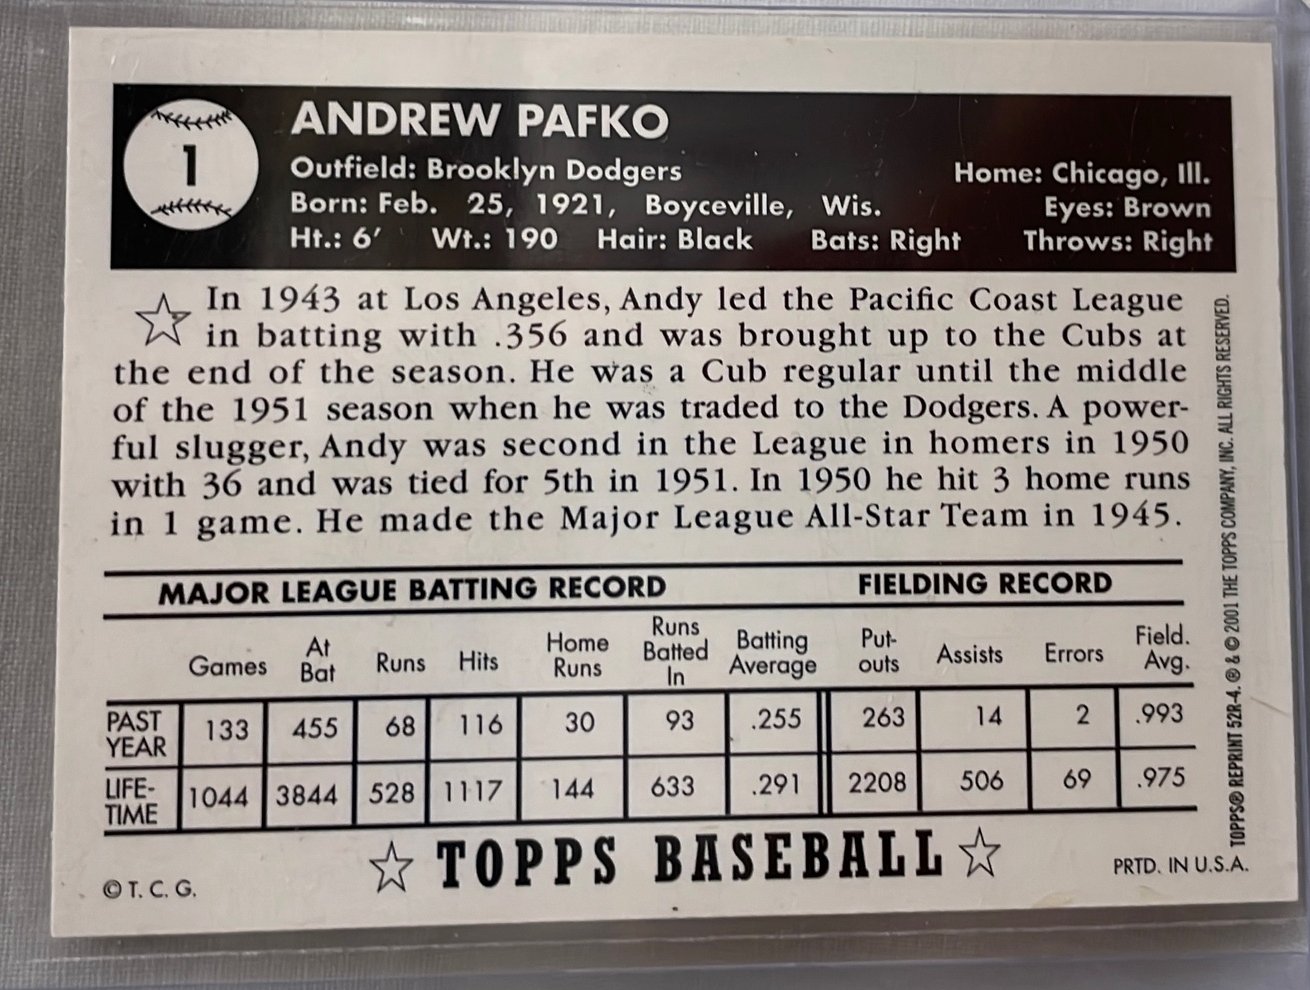 1
ANDREW PAFKO
Outfield: Brooklyn Dodgers Home: Chicago, Ill.
Born: Feb. 25, 1921, Boyceville, Wis. Eyes: Brown
Ht.: 6′ Wt.: 190 Hair: Black Bats: Right Throws: Right
In 1943 at Los Angeles, Andy led the Pacific Coast League
in batting with .356 and was brought up to the Cubs at
the end of the season. He was a Cub regular until the middle
of the 1951 season when he was traded to the Dodgers. A power-
ful slugger, Andy was second in the League in homers in 1950
with 36 and was tied for 5th in 1951. In 1950 he hit 3 home runs
in 1 game. He made the Major League All-Star Team in 1945.
MAJOR LEAGUE BATTING RECORD FIELDING RECORD
Games At Bat Runs Hits Home Runs Runs Batted In Batting Average Put-outs Assists Errors Field. Avg.
PAST YEAR 133 455 68 116 30 93 .255 263 14 2 .993
LIFE-TIME 1044 3844 528 1117 144 633 .291 2208 506 69 .975
TOPPS BASEBALL
© T. C. G.
PRTD. IN U.S.A.
TOPPS® REPRINT 52R-4. ® & © 2001 THE TOPPS COMPANY, INC. ALL RIGHTS RESERVED.